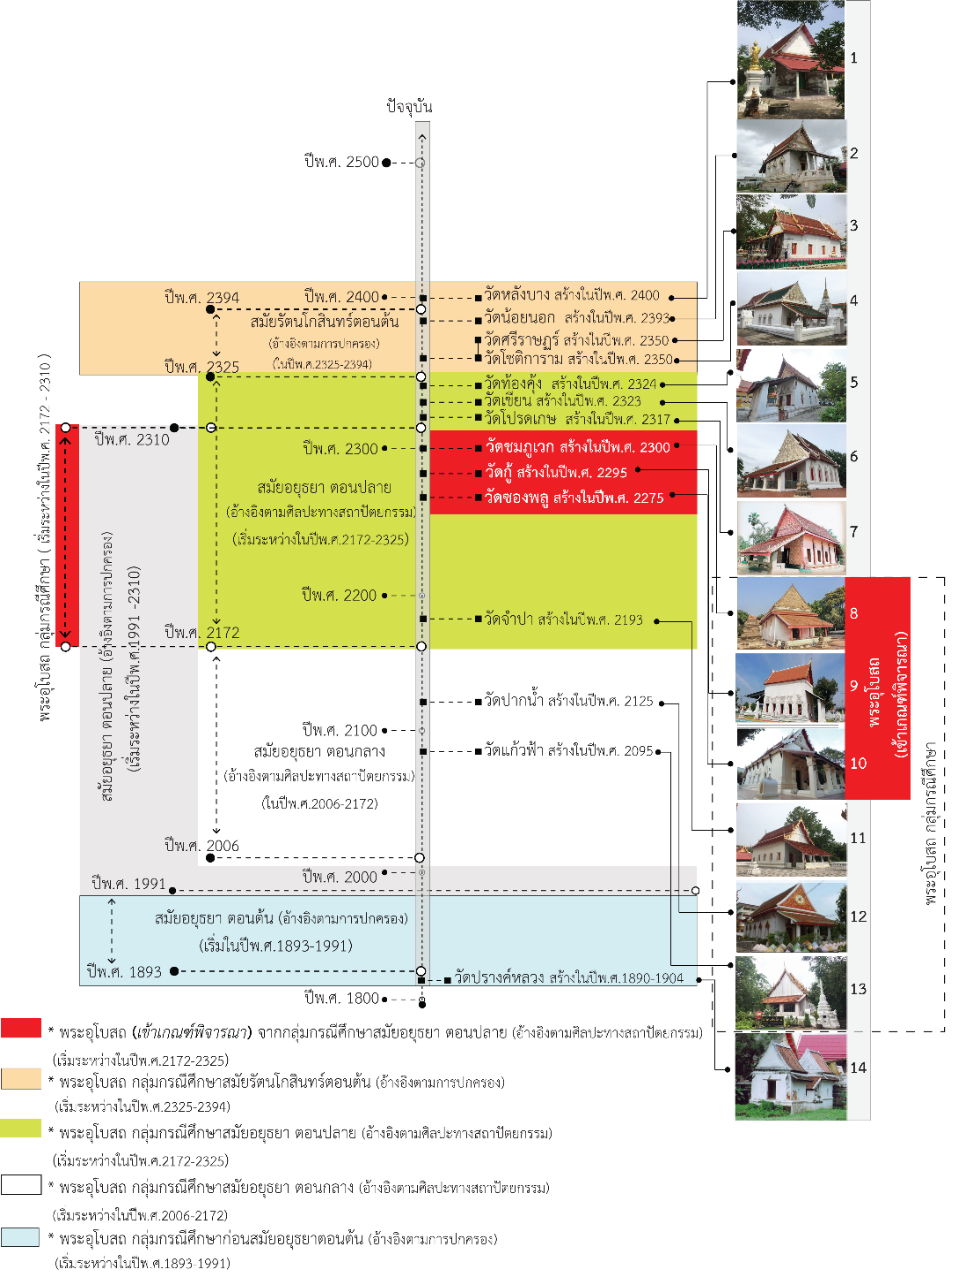 ปัจจุบัน
ปีพ.ศ. 2500
ปีพ.ศ. 2394
ปีพ.ศ. 2400
สมัยรัตนโกสินทร์ตอนต้น
(อ้างอิงตามการปกครอง)
(ในปีพ.ศ.2325-2394)
ปีพ.ศ. 2325
วัดหลังบาง สร้างในปีพ.ศ. 2400
วัดน้อยนอก สร้างในปีพ.ศ. 2393
วัดศรีราษฎร์ สร้างในปีพ.ศ. 2350
วัดโชติการาม สร้างในปีพ.ศ. 2350
วัดท้องคุ้ง สร้างในปีพ.ศ. 2324
วัดเขียน สร้างในปีพ.ศ. 2323
วัดโปรดเกษ สร้างในปีพ.ศ. 2317
ปีพ.ศ. 2310
ปีพ.ศ. 2300
วัดชมภูเวก สร้างในปีพ.ศ. 2300
วัดกู้ สร้างในปีพ.ศ. 2295
วัดซองพลู สร้างในปีพ.ศ. 2275
สมัยอยุธยา ตอนปลาย
(อ้างอิงตามศิลปะทางสถาปัตยกรรม)
(เริ่มระหว่างในปีพ.ศ.2172-2325)
ปีพ.ศ. 2200
ปีพ.ศ. 2172
วัดจำปา สร้างในปีพ.ศ. 2193
วัดปากน้ำ สร้างในปีพ.ศ. 2125
ปีพ.ศ. 2100
วัดแก้วฟ้า สร้างในปีพ.ศ. 2095
สมัยอยุธยา ตอนกลาง
(อ้างอิงตามศิลปะทางสถาปัตยกรรม)
(ในปีพ.ศ.2006-2172)
ปีพ.ศ. 2006
ปีพ.ศ. 2000
ปีพ.ศ. 1991
สมัยอยุธยา ตอนต้น (อ้างอิงตามการปกครอง)
(เริ่มในปีพ.ศ.1893-1991)
ปีพ.ศ. 1893
วัดปรางค์หลวง สร้างในปีพ.ศ.1890-1904
ปีพ.ศ. 1800
พระอุโบสถ กลุ่มกรณีศึกษา ( เริ่มระหว่างในปีพ.ศ. 2172 - 2310 )
สมัยอยุธยา ตอนปลาย (อ้างอิงตามการปกครอง)
(เริ่มระหว่างในปีพ.ศ.1991 -2310)
1
2
3
4
5
6
7
8
9
10
11
12
13
14
พระอุโบสถ
(เข้าเกณฑ์พิจารณา)
พระอุโบสถ กลุ่มกรณีศึกษา
* พระอุโบสถ (เข้าเกณฑ์พิจารณา) จากกลุ่มกรณีศึกษาสมัยอยุธยา ตอนปลาย (อ้างอิงตามศิลปะทางสถาปัตยกรรม)
(เริ่มระหว่างในปีพ.ศ.2172-2325)
* พระอุโบสถ กลุ่มกรณีศึกษาสมัยรัตนโกสินทร์ตอนต้น (อ้างอิงตามการปกครอง)
(เริ่มระหว่างในปีพ.ศ.2325-2394)
* พระอุโบสถ กลุ่มกรณีศึกษาสมัยอยุธยา ตอนปลาย (อ้างอิงตามศิลปะทางสถาปัตยกรรม)
(เริ่มระหว่างในปีพ.ศ.2172-2325)
* พระอุโบสถ กลุ่มกรณีศึกษาสมัยอยุธยา ตอนกลาง (อ้างอิงตามศิลปะทางสถาปัตยกรรม)
(เริ่มระหว่างในปีพ.ศ.2006-2172)
* พระอุโบสถ กลุ่มกรณีศึกษาก่อนสมัยอยุธยาตอนต้น (อ้างอิงตามการปกครอง)
(เริ่มระหว่างในปีพ.ศ.1893-1991)